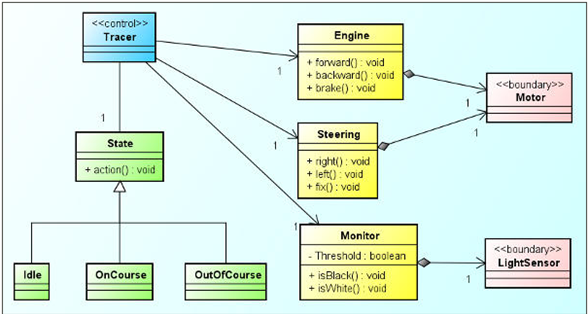 <<control>>
Tracer
1
Engine
+ forward() : void
+ backward() : void
+ brake() : void
1
<<boundary>>
Motor
1
State
+ action() : void
1
Steering
+ right() : void
+ left() : void
+ fix() : void
1
1
Monitor
- Threshold : boolean
+ isBlack() : void
+ isWhite() : void
1
<<boundary>>
LightSensor
Idle
OnCourse
OutOfCourse